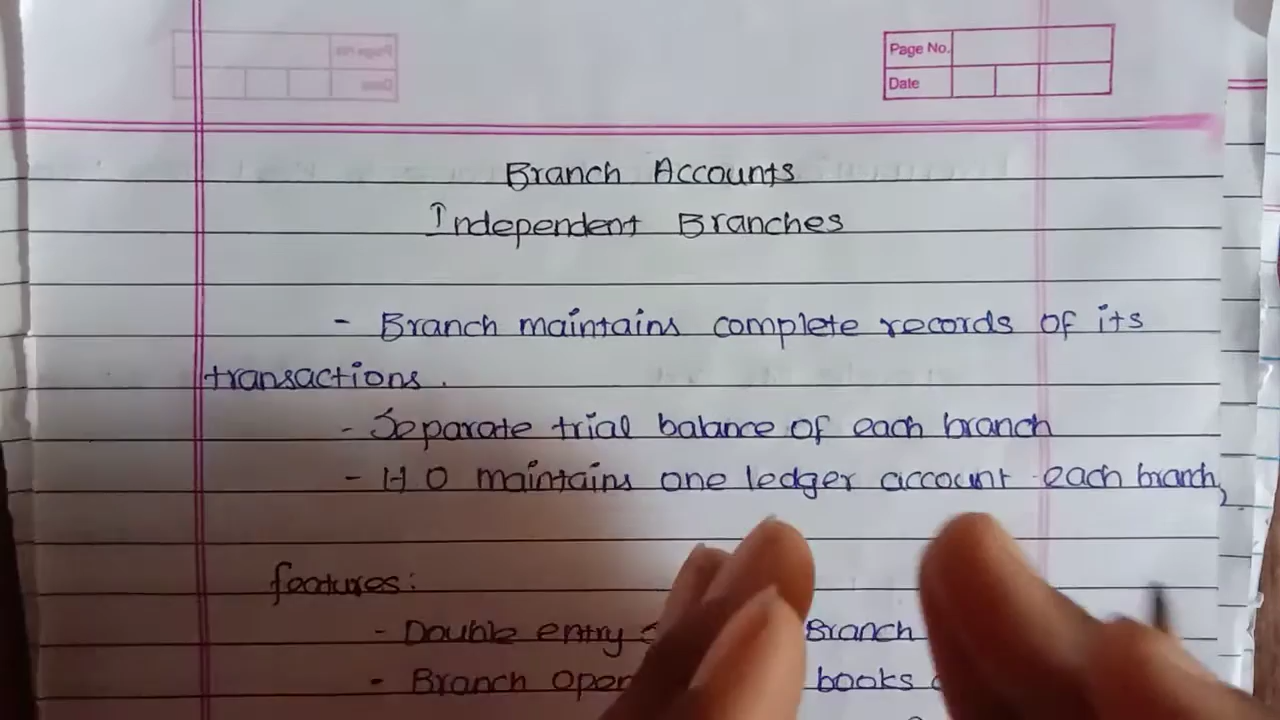 Page No.
Date
Branch Accounts
Independent Branches
- Branch maintains complete records of its
transactions.
- Separate trial balance of each branch
- H O maintains one ledger account each branch,
features:
- Double entry Branch
- Branch books